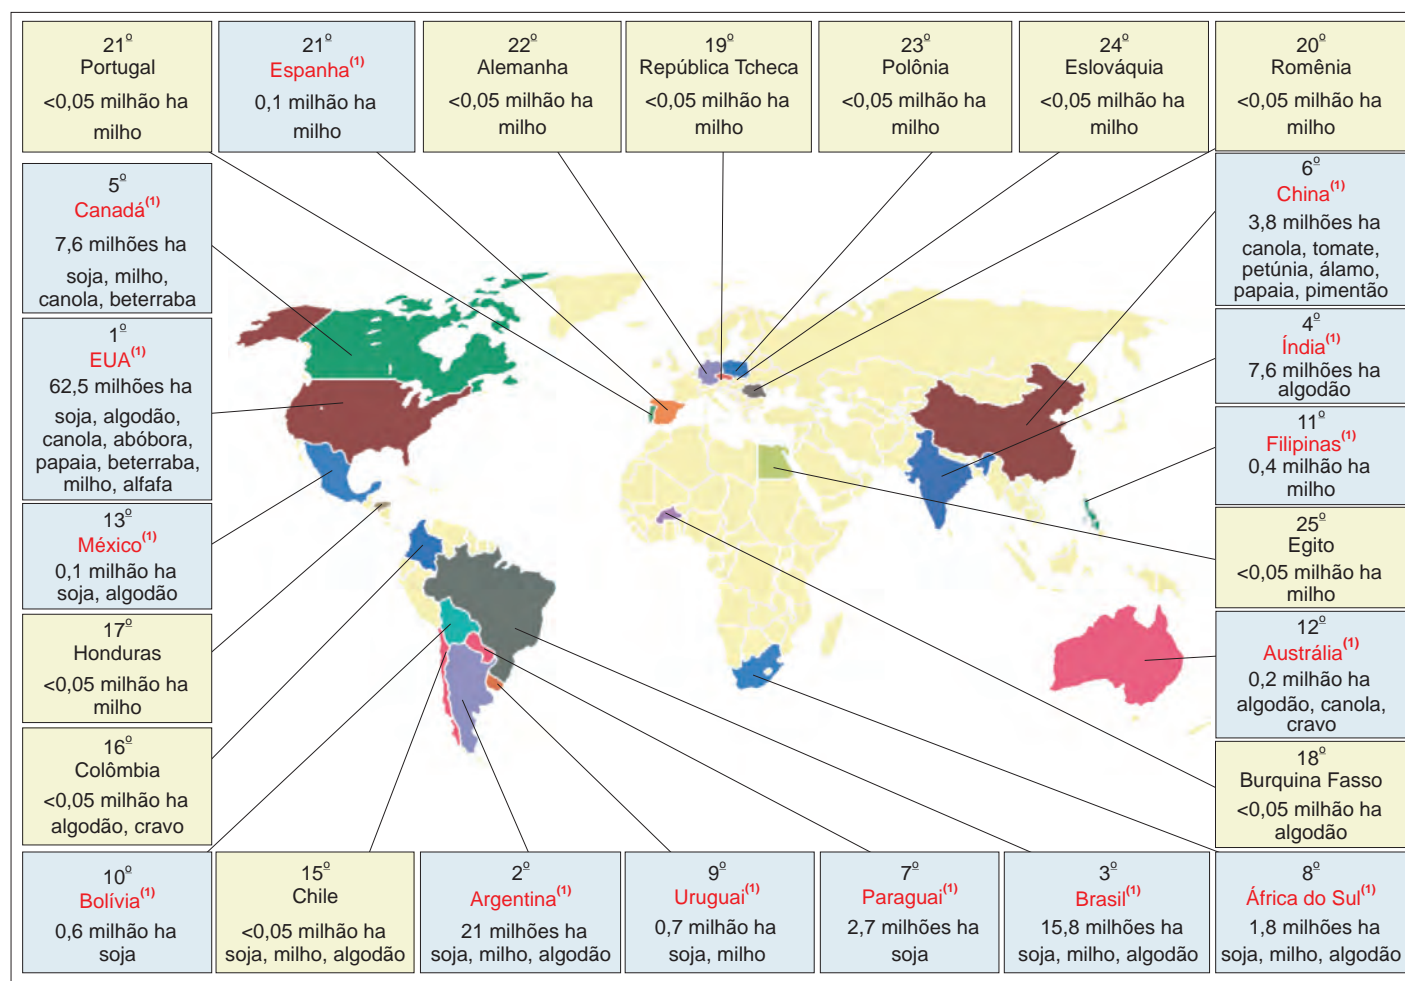 21º
Portugal
<0,05 milhão ha
milho
21º
Espanha(1)
0,1 milhão ha
milho
22º
Alemanha
<0,05 milhão ha
milho
19º
República Tcheca
<0,05 milhão ha
milho
23º
Polônia
<0,05 milhão ha
milho
24º
Eslováquia
<0,05 milhão ha
milho
20º
Romênia
<0,05 milhão ha
milho
5º
Canadá(1)
7,6 milhões ha
soja, milho,
canola, beterraba
1º
EUA(1)
62,5 milhões ha
soja, algodão,
canola, abóbora,
papaia, beterraba,
milho, alfafa
13º
México(1)
0,1 milhão ha
soja, algodão
17º
Honduras
<0,05 milhão ha
milho
16º
Colômbia
<0,05 milhão ha
algodão, cravo
6º
China(1)
3,8 milhões ha
canola, tomate,
petúnia, álamo,
papaia, pimentão
4º
Índia(1)
7,6 milhões ha
algodão
11º
Filipinas(1)
0,4 milhão ha
milho
25º
Egito
<0,05 milhão ha
milho
12º
Austrália(1)
0,2 milhão ha
algodão, canola,
cravo
18º
Burquina Fasso
<0,05 milhão ha
algodão
10º
Bolívia(1)
0,6 milhão ha
soja
15º
Chile
<0,05 milhão ha
soja, milho, algodão
2º
Argentina(1)
21 milhões ha
soja, milho, algodão
9º
Uruguai(1)
0,7 milhão ha
soja, milho
7º
Paraguai(1)
2,7 milhões ha
soja
3º
Brasil(1)
15,8 milhões ha
soja, milho, algodão
8º
África do Sul(1)
1,8 milhões ha
soja, milho, algodão